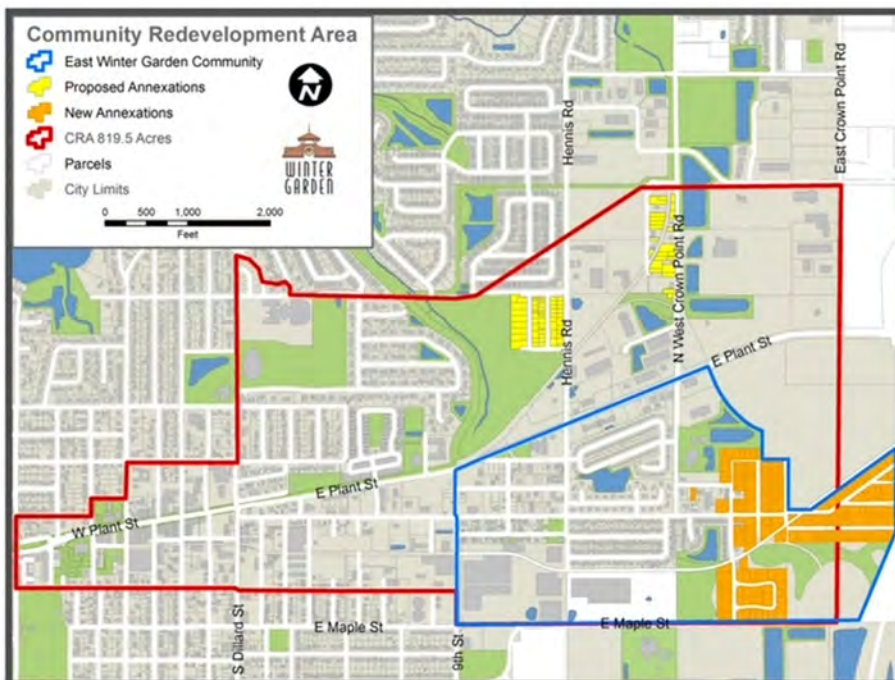 Community Redevelopment Area
East Winter Garden Community
Proposed Annexations
New Annexations
CRA 819.5 Acres
Parcels
City Limits
N
WINTER
GARDEN
0 500 1,000 2,000
Feet
Hennis Rd
East Crown Point Rd
N West Crown Point Rd
Hennis Rd
E Plant St
E Plant St
W Plant St
S Dillard St
E Maple St
9th St
E Maple St